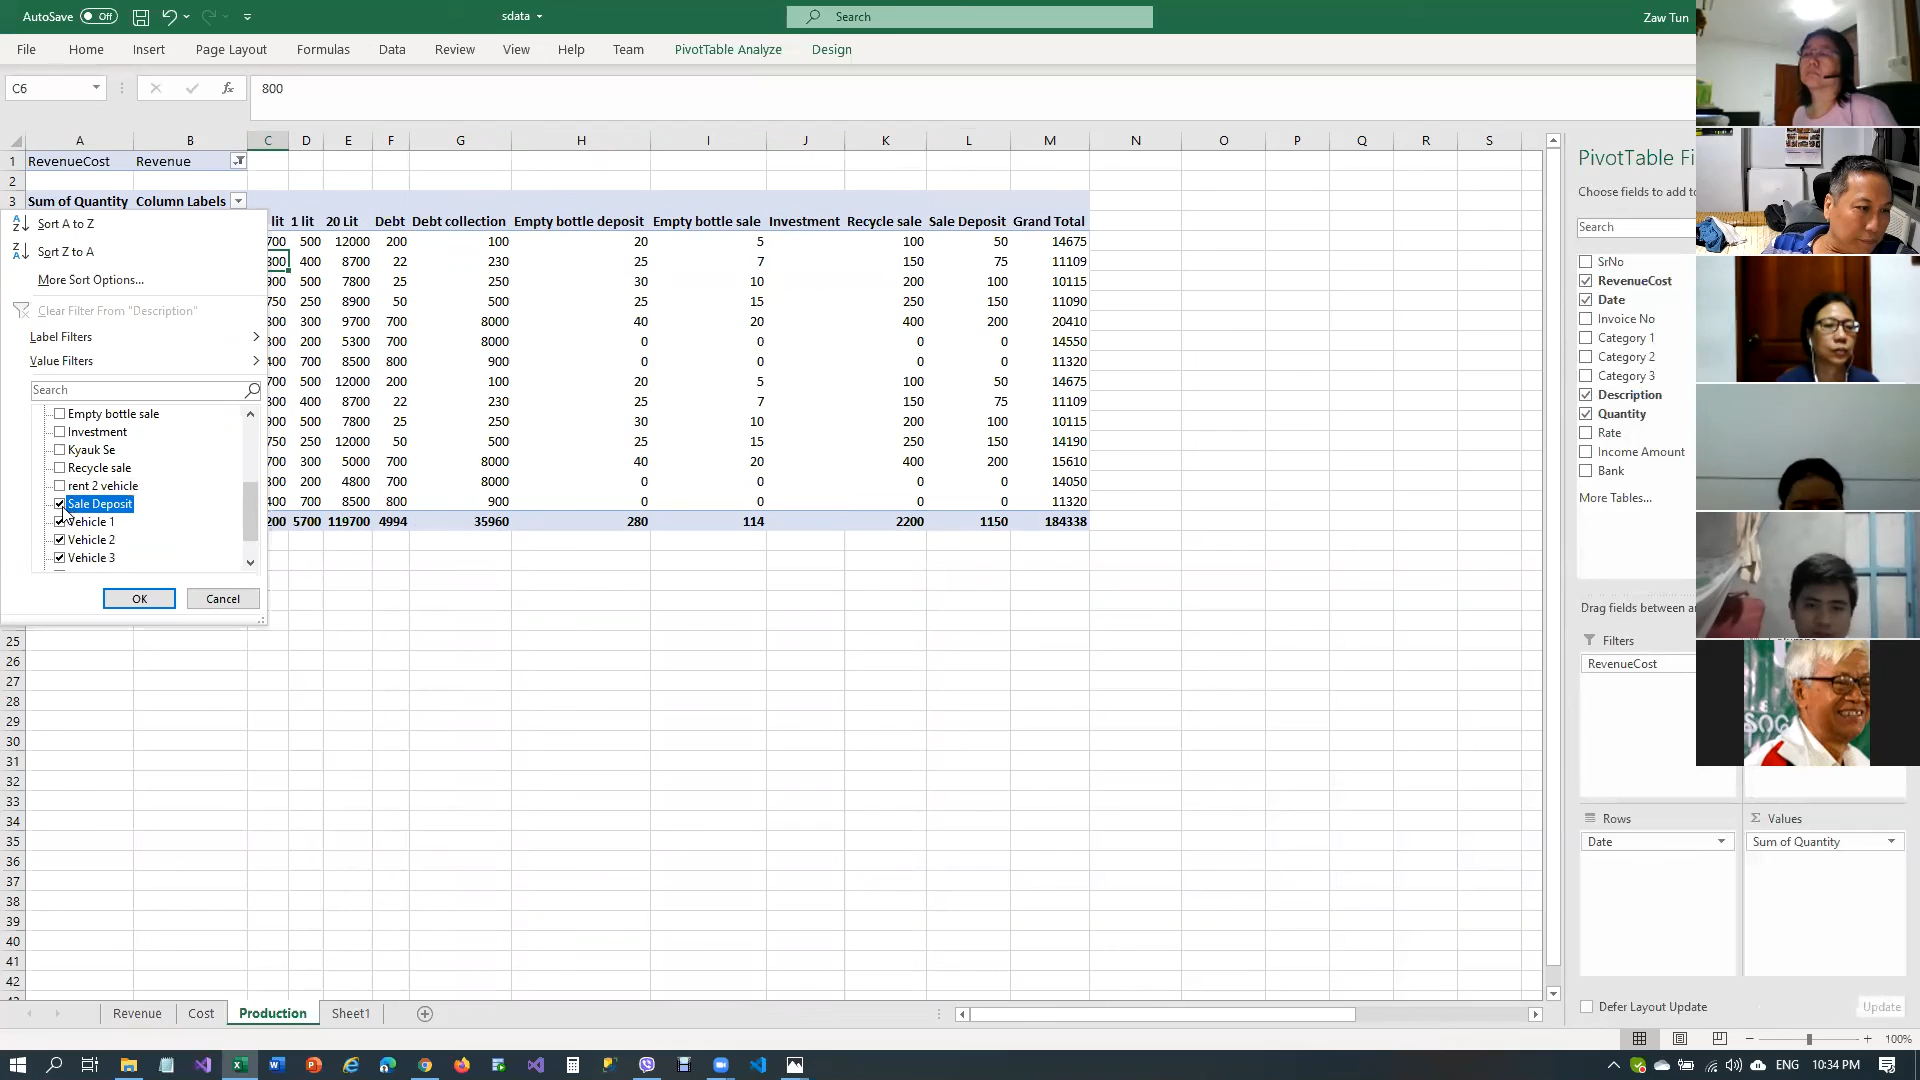 AutoSave Off sdata Search Zaw Tun
File Home Insert Page Layout Formulas Data Review View Help Team PivotTable Analyze Design
C6 fx 800
A B C D E F G H I J K L M N O P Q R S
1 RevenueCost Revenue
2
3 Sum of Quantity Column Labels
lit 1 lit 20 Lit Debt Debt collection Empty bottle deposit Empty bottle sale Investment Recycle sale Sale Deposit Grand Total
700 500 12000 200 100 20 5 100 50 14675
800 400 8700 22 230 25 7 150 75 11109
900 500 7800 25 250 30 10 200 100 10115
750 250 8900 50 500 25 15 250 150 11090
300 9700 700 8000 40 20 400 200 20410
200 5300 700 8000 0 0 0 0 14550
400 700 8500 800 900 0 0 0 0 11320
700 500 12000 200 100 20 5 100 50 14675
400 8700 22 230 25 7 150 75 11109
900 500 7800 25 250 30 10 200 100 10115
750 250 12000 50 500 25 15 250 150 14190
700 300 5000 700 8000 40 20 400 200 15610
200 4800 700 8000 0 0 0 0 14050
400 700 8500 800 900 0 0 0 0 11320
200 5700 119700 4994 35960 280 114 2200 1150 184338
Sort A to Z
Sort Z to A
More Sort Options...
Clear Filter From "Description"
Label Filters
Value Filters
Search
Empty bottle sale
Investment
Kyauk Se
Recycle sale
rent 2 vehicle
Sale Deposit
Vehicle 1
Vehicle 2
Vehicle 3
OK Cancel
25
26
27
28
29
30
31
32
33
34
35
36
37
38
39
40
41
42
PivotTable Fi
Choose fields to add to
Search
SrNo
RevenueCost
Date
Invoice No
Category 1
Category 2
Category 3
Description
Quantity
Rate
Income Amount
Bank
More Tables...
Drag fields between a
Filters
RevenueCost
Rows Σ Values
Date Sum of Quantity
Defer Layout Update Update
Revenue Cost Production Sheet1
100%
ENG 10:34 PM